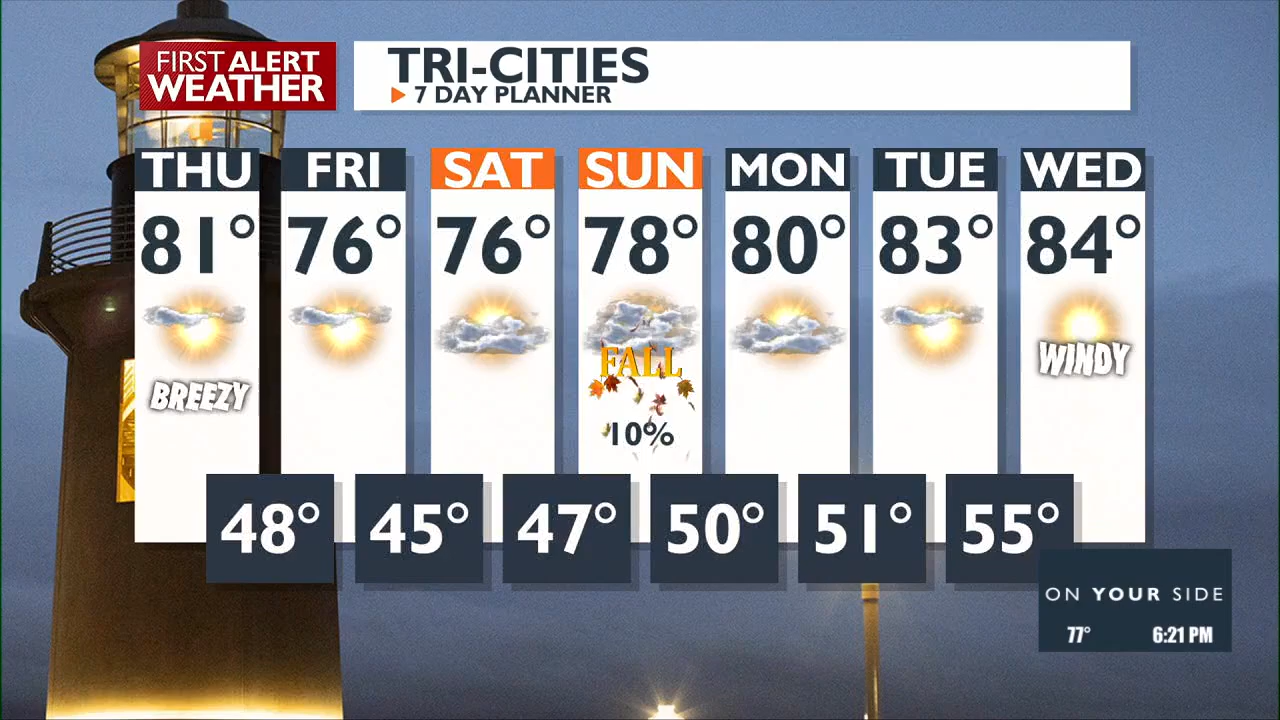 FIRST ALERT
WEATHER
TRI-CITIES
7 DAY PLANNER
THU FRI SAT SUN MON TUE WED
81° 76° 76° 78° 80° 83° 84°
WINDY
FALL
BREEZY
10%
48° 45° 47° 50° 51° 55°
ON YOUR SIDE
77° 6:21 PM